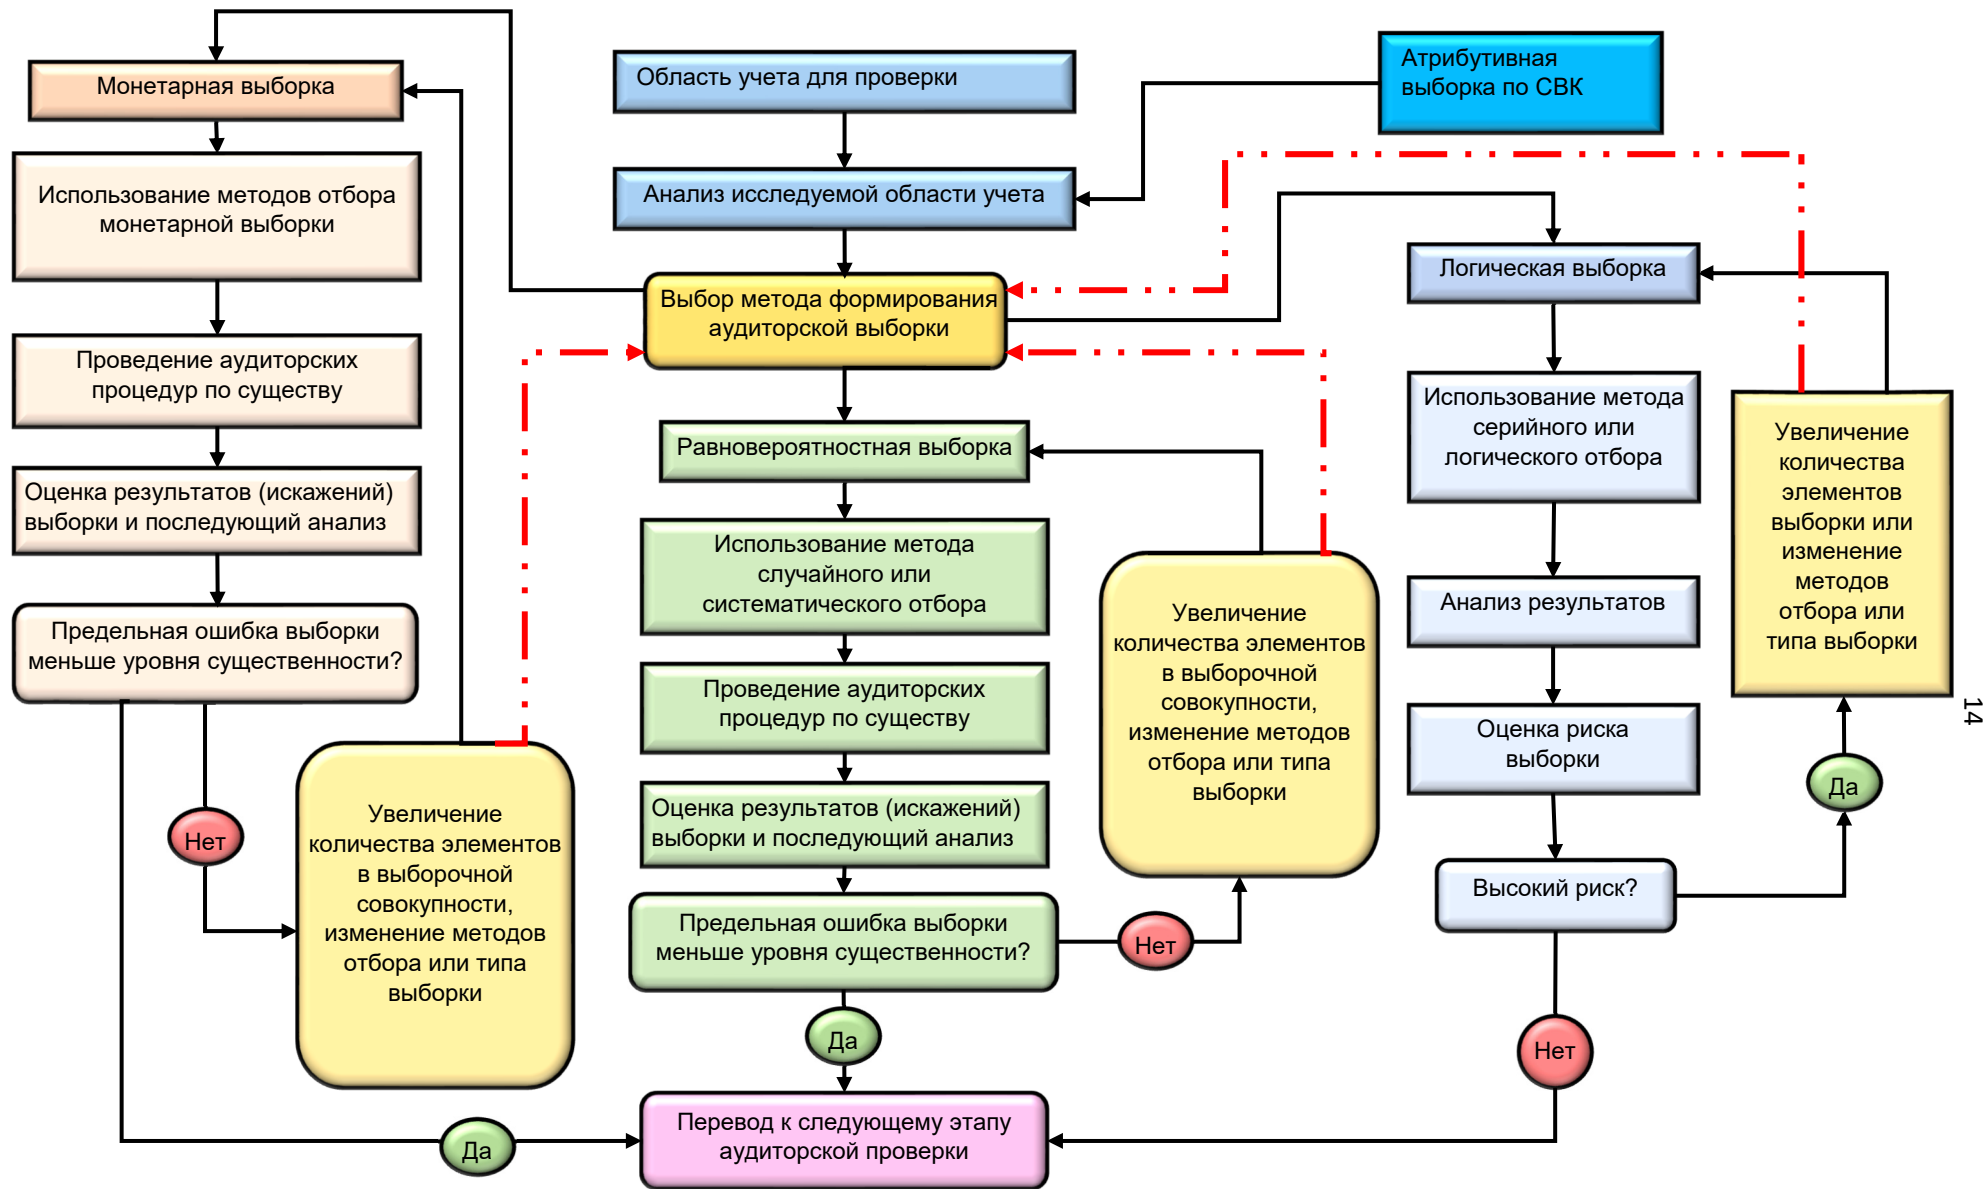 Монетарная выборка
Использование методов отбора
монетарной выборки
Проведение аудиторских
процедур по существу
Оценка результатов (искажений)
выборки и последующий анализ
Предельная ошибка выборки
меньше уровня существенности?
Нет
Увеличение
количества элементов
в выборочной
совокупности,
изменение методов
отбора или типа
выборки
Да
Область учета для проверки
Анализ исследуемой области учета
Выбор метода формирования
аудиторской выборки
Равновероятностная выборка
Использование метода
случайного или
систематического отбора
Проведение аудиторских
процедур по существу
Оценка результатов (искажений)
выборки и последующий анализ
Предельная ошибка выборки
меньше уровня существенности?
Да
Перевод к следующему этапу
аудиторской проверки
Нет
Увеличение
количества элементов
в выборочной
совокупности,
изменение методов
отбора или типа
выборки
Атрибутивная
выборка по СВК
Логическая выборка
Использование метода
серийного или
логического отбора
Анализ результатов
Оценка риска
выборки
Высокий риск?
Нет
Да
Увеличение
количества
элементов
выборки или
изменение
методов
отбора или
типа выборки
14